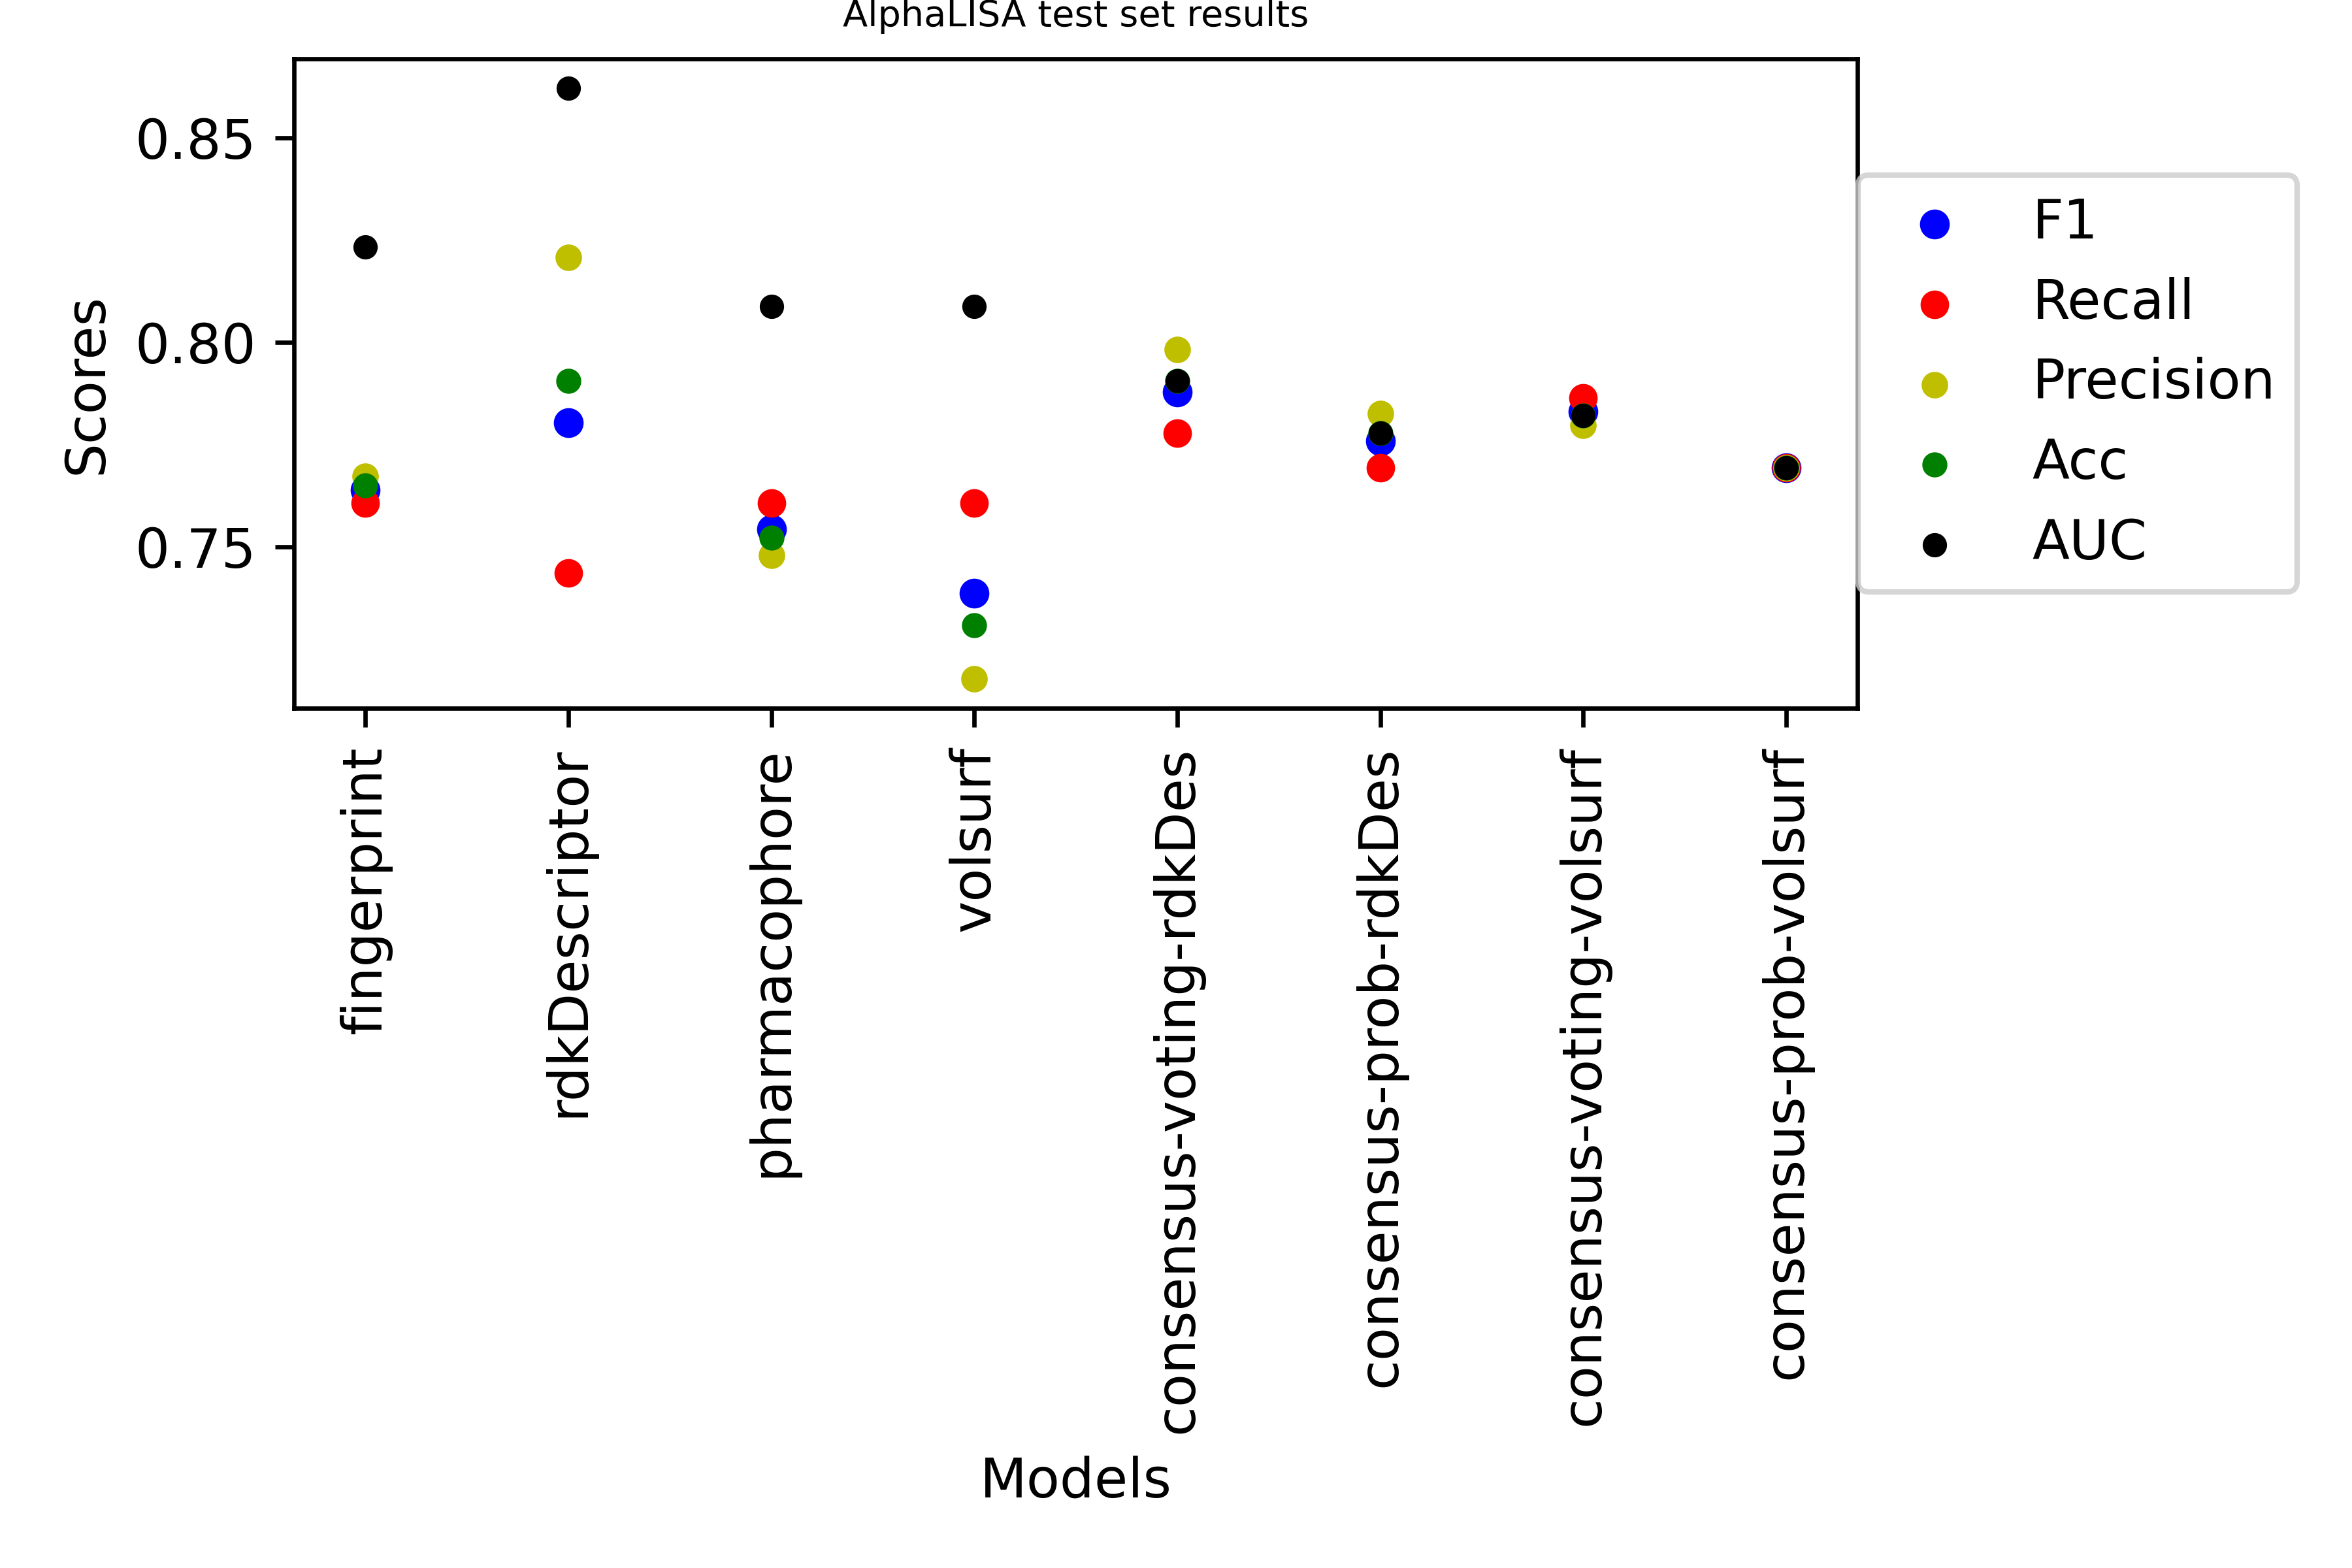 AlphaLISA test set results
Scores
0.85
0.80
0.75
F1
Recall
Precision
Acc
AUC
fingerprint
rdkDescriptor
pharmacophore
volsurf
consensus-voting-rdkDes
consensus-prob-rdkDes
consensus-voting-volsurf
consensus-prob-volsurf
Models